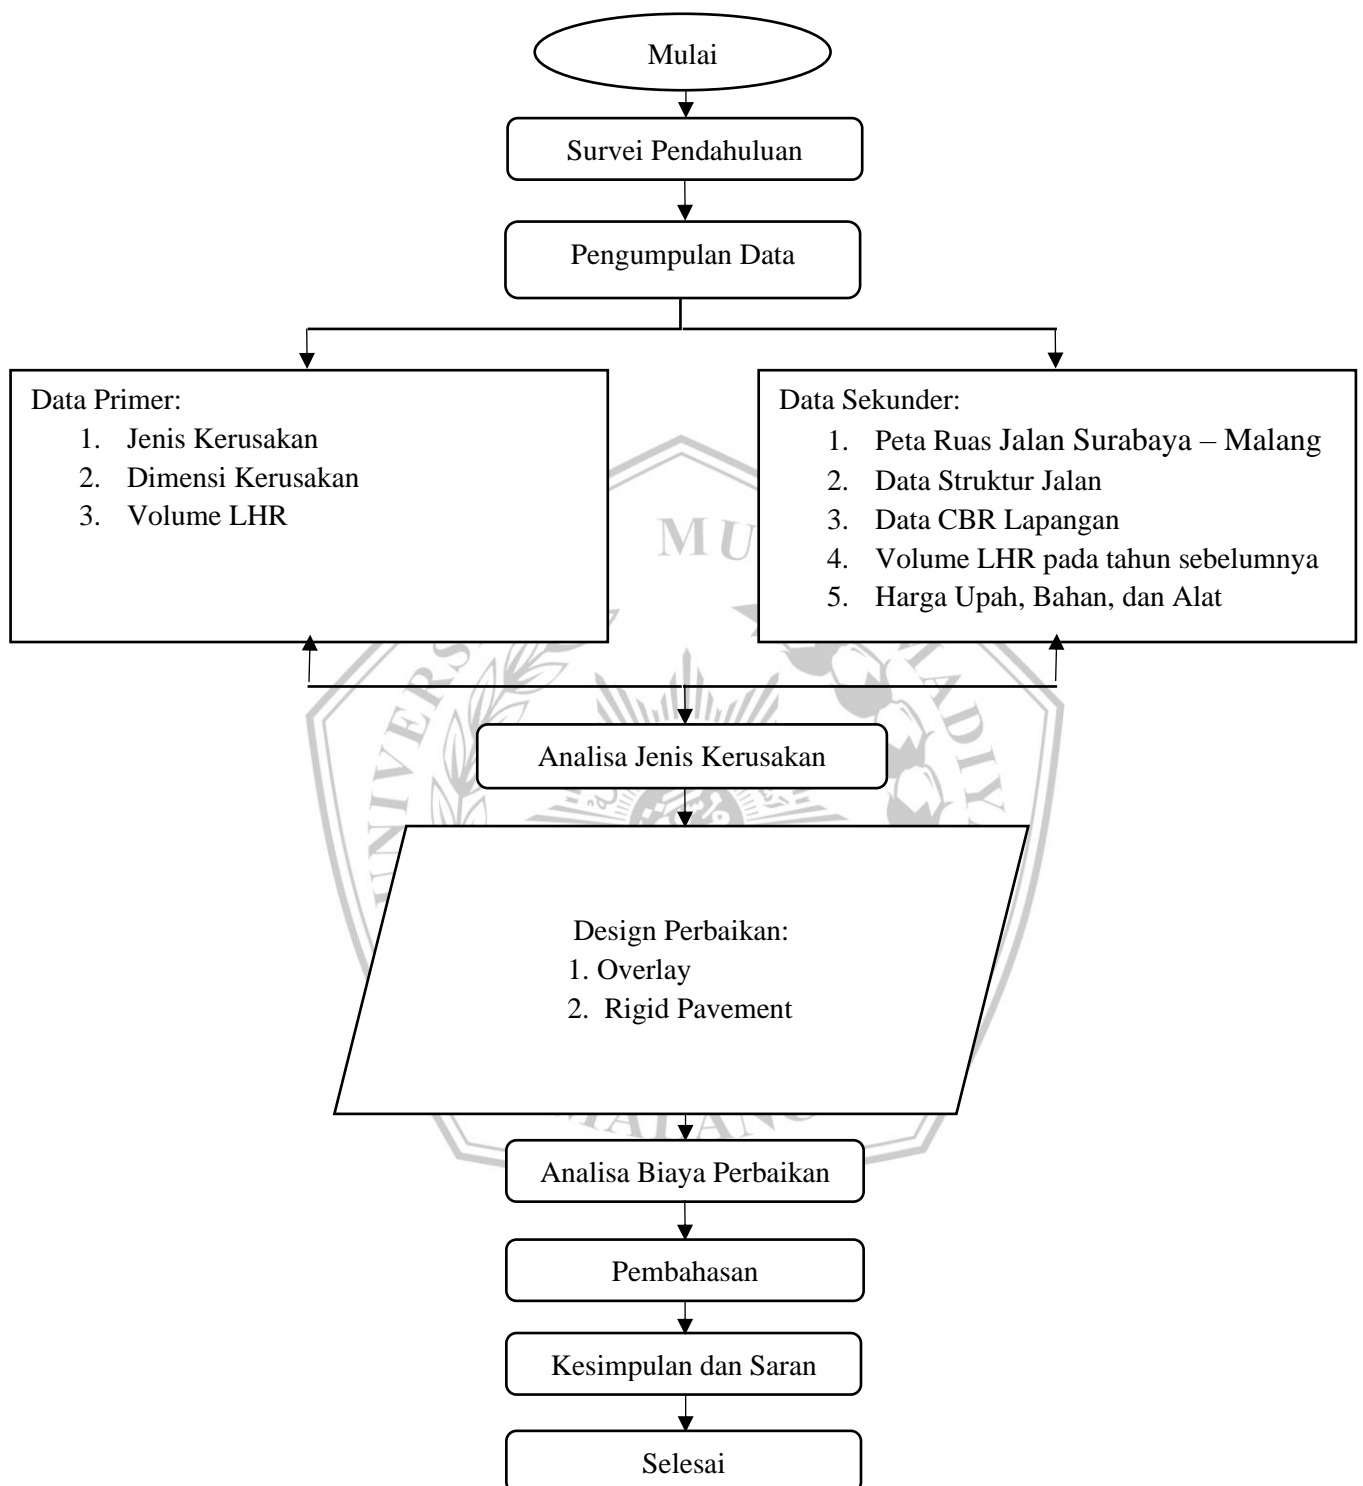 Mulai
Survei Pendahuluan
Pengumpulan Data
Data Primer:
1. Jenis Kerusakan
2. Dimensi Kerusakan
3. Volume LHR
Data Sekunder:
1. Peta Ruas Jalan Surabaya – Malang
2. Data Struktur Jalan
3. Data CBR Lapangan
4. Volume LHR pada tahun sebelumnya
5. Harga Upah, Bahan, dan Alat
Analisa Jenis Kerusakan
Design Perbaikan:
1. Overlay
2. Rigid Pavement
Analisa Biaya Perbaikan
Pembahasan
Kesimpulan dan Saran
Selesai